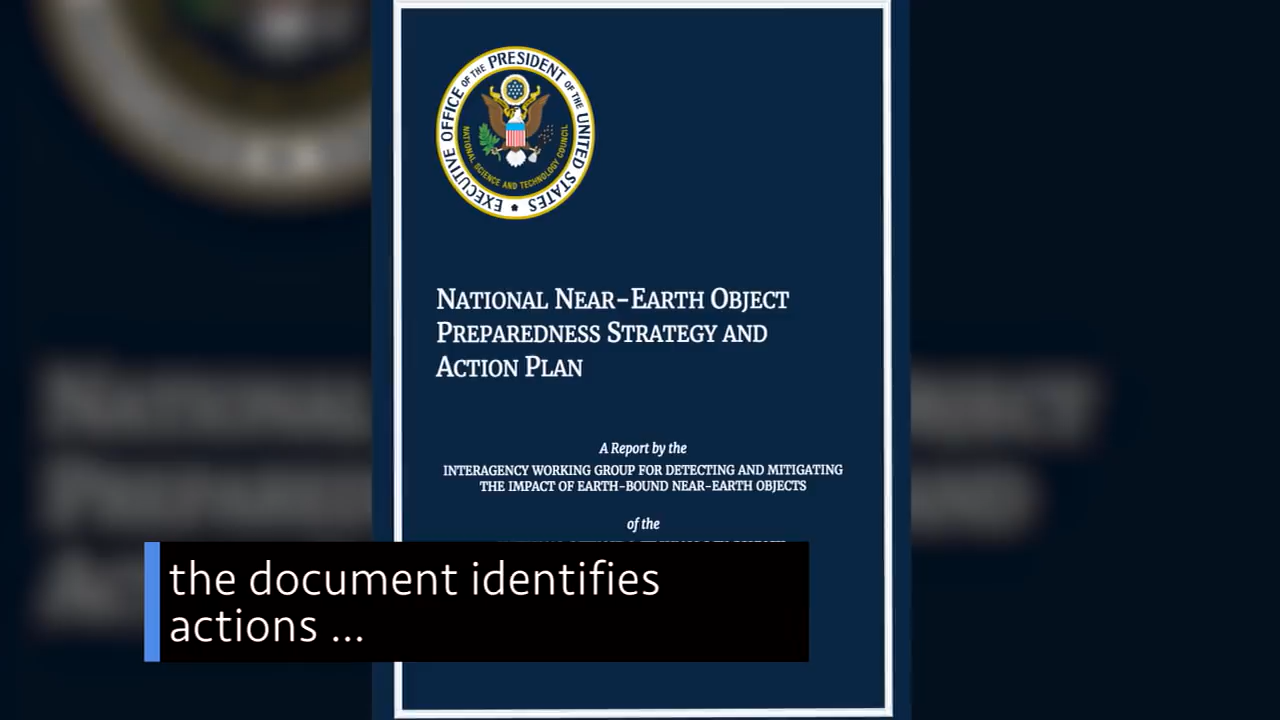 EXECUTIVE OFFICE OF THE PRESIDENT OF THE UNITED STATES
NATIONAL SCIENCE AND TECHNOLOGY COUNCIL
National Near-Earth Object
Preparedness Strategy and
Action Plan
A Report by the
INTERAGENCY WORKING GROUP FOR DETECTING AND MITIGATING
THE IMPACT OF EARTH-BOUND NEAR-EARTH OBJECTS
of the
the document identifies
actions ...